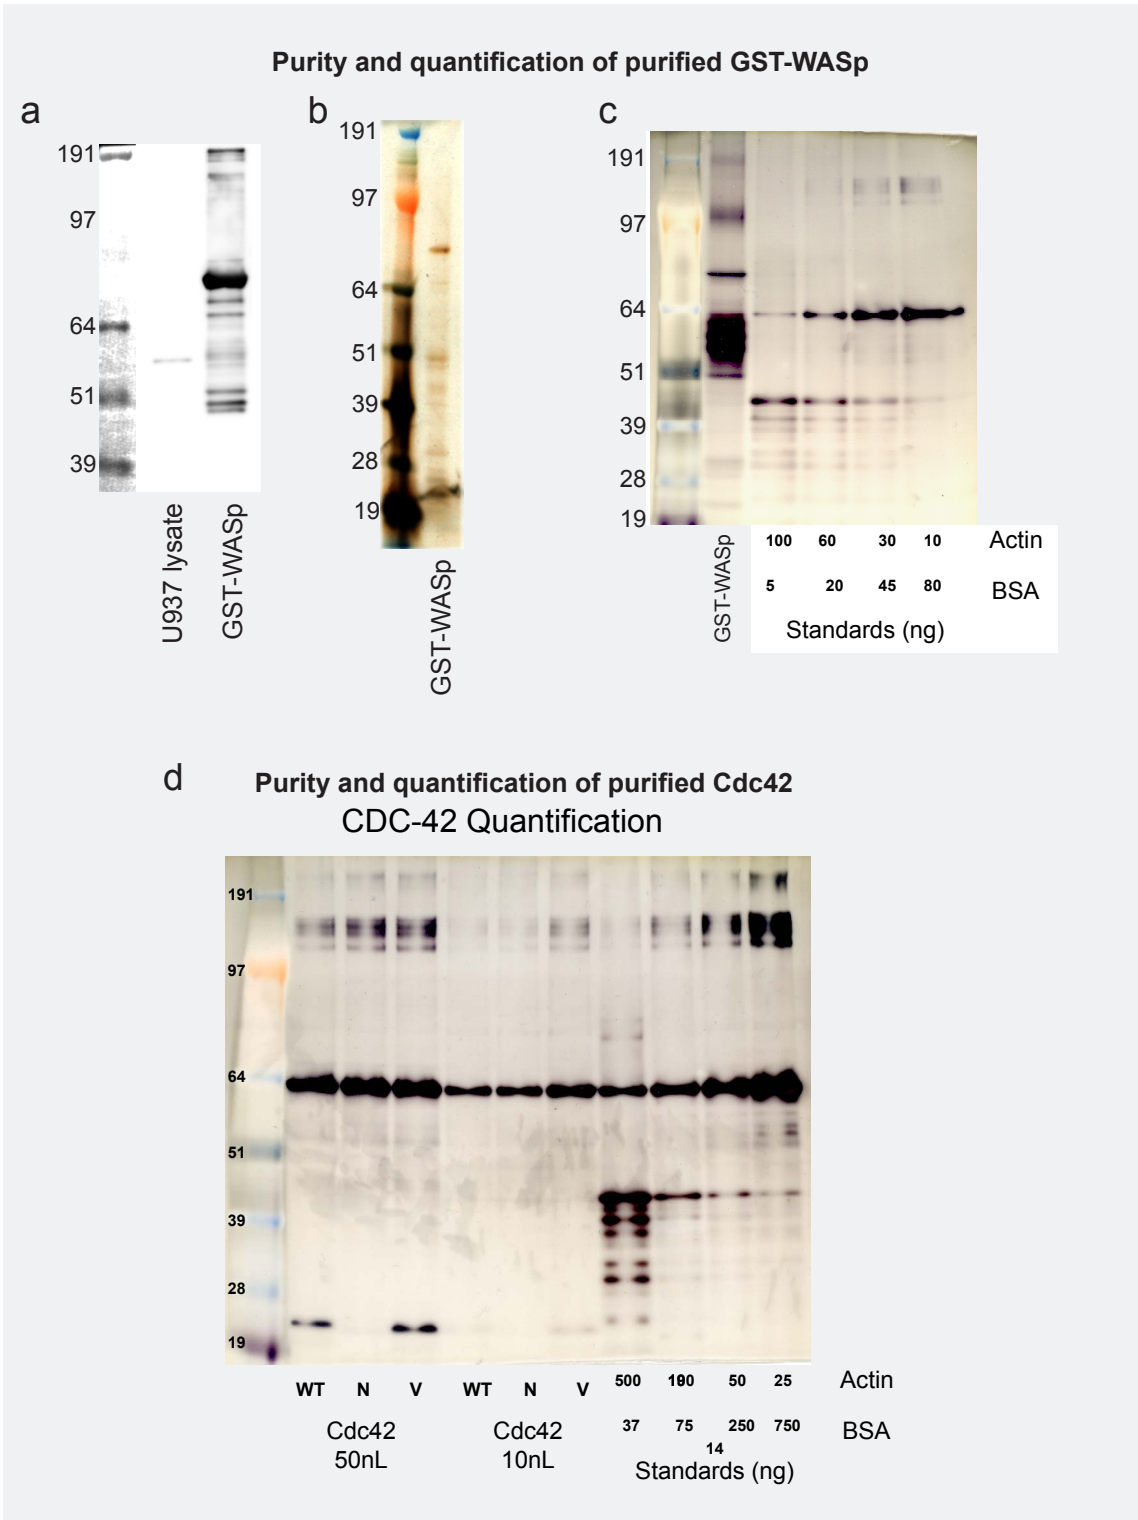 Purity and quantification of purified GST-WASp
a
191
97
64
51
39
U937 lysate
GST-WASp
b
191
97
64
51
39
28
19
GST-WASp
c
191
97
64
51
39
28
19
GST-WASp
100 60 30 10 Actin
5 20 45 80 BSA
Standards (ng)
d
Purity and quantification of purified Cdc42
CDC-42 Quantification
191
97
64
51
39
28
19
WT N V WT N V
Cdc42 Cdc42
50nL 10nL
500 50 25 Actin
37 75 250 750 BSA
14
Standards (ng)